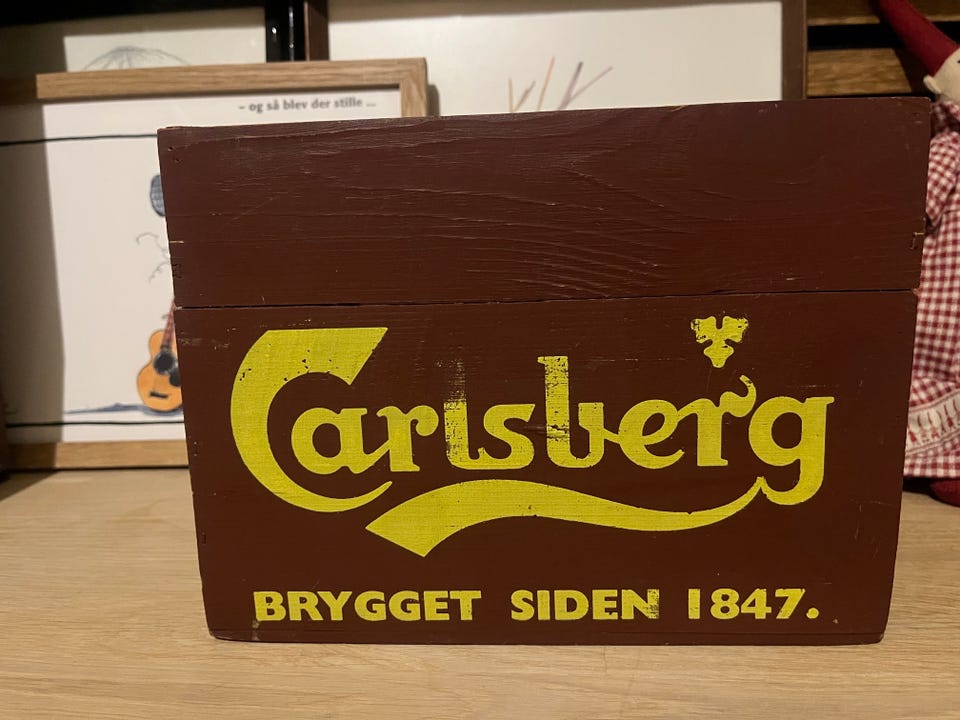 – og så blev der stille ...
Carlsberg
BRYGGET SIDEN 1847.